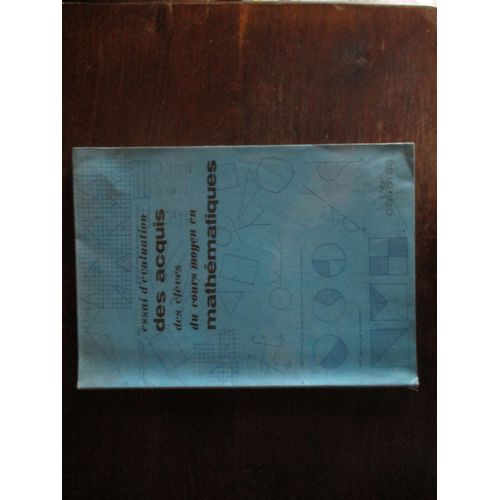 essai d'évaluation
des acquis
des élèves
du cours moyen en
mathématiques